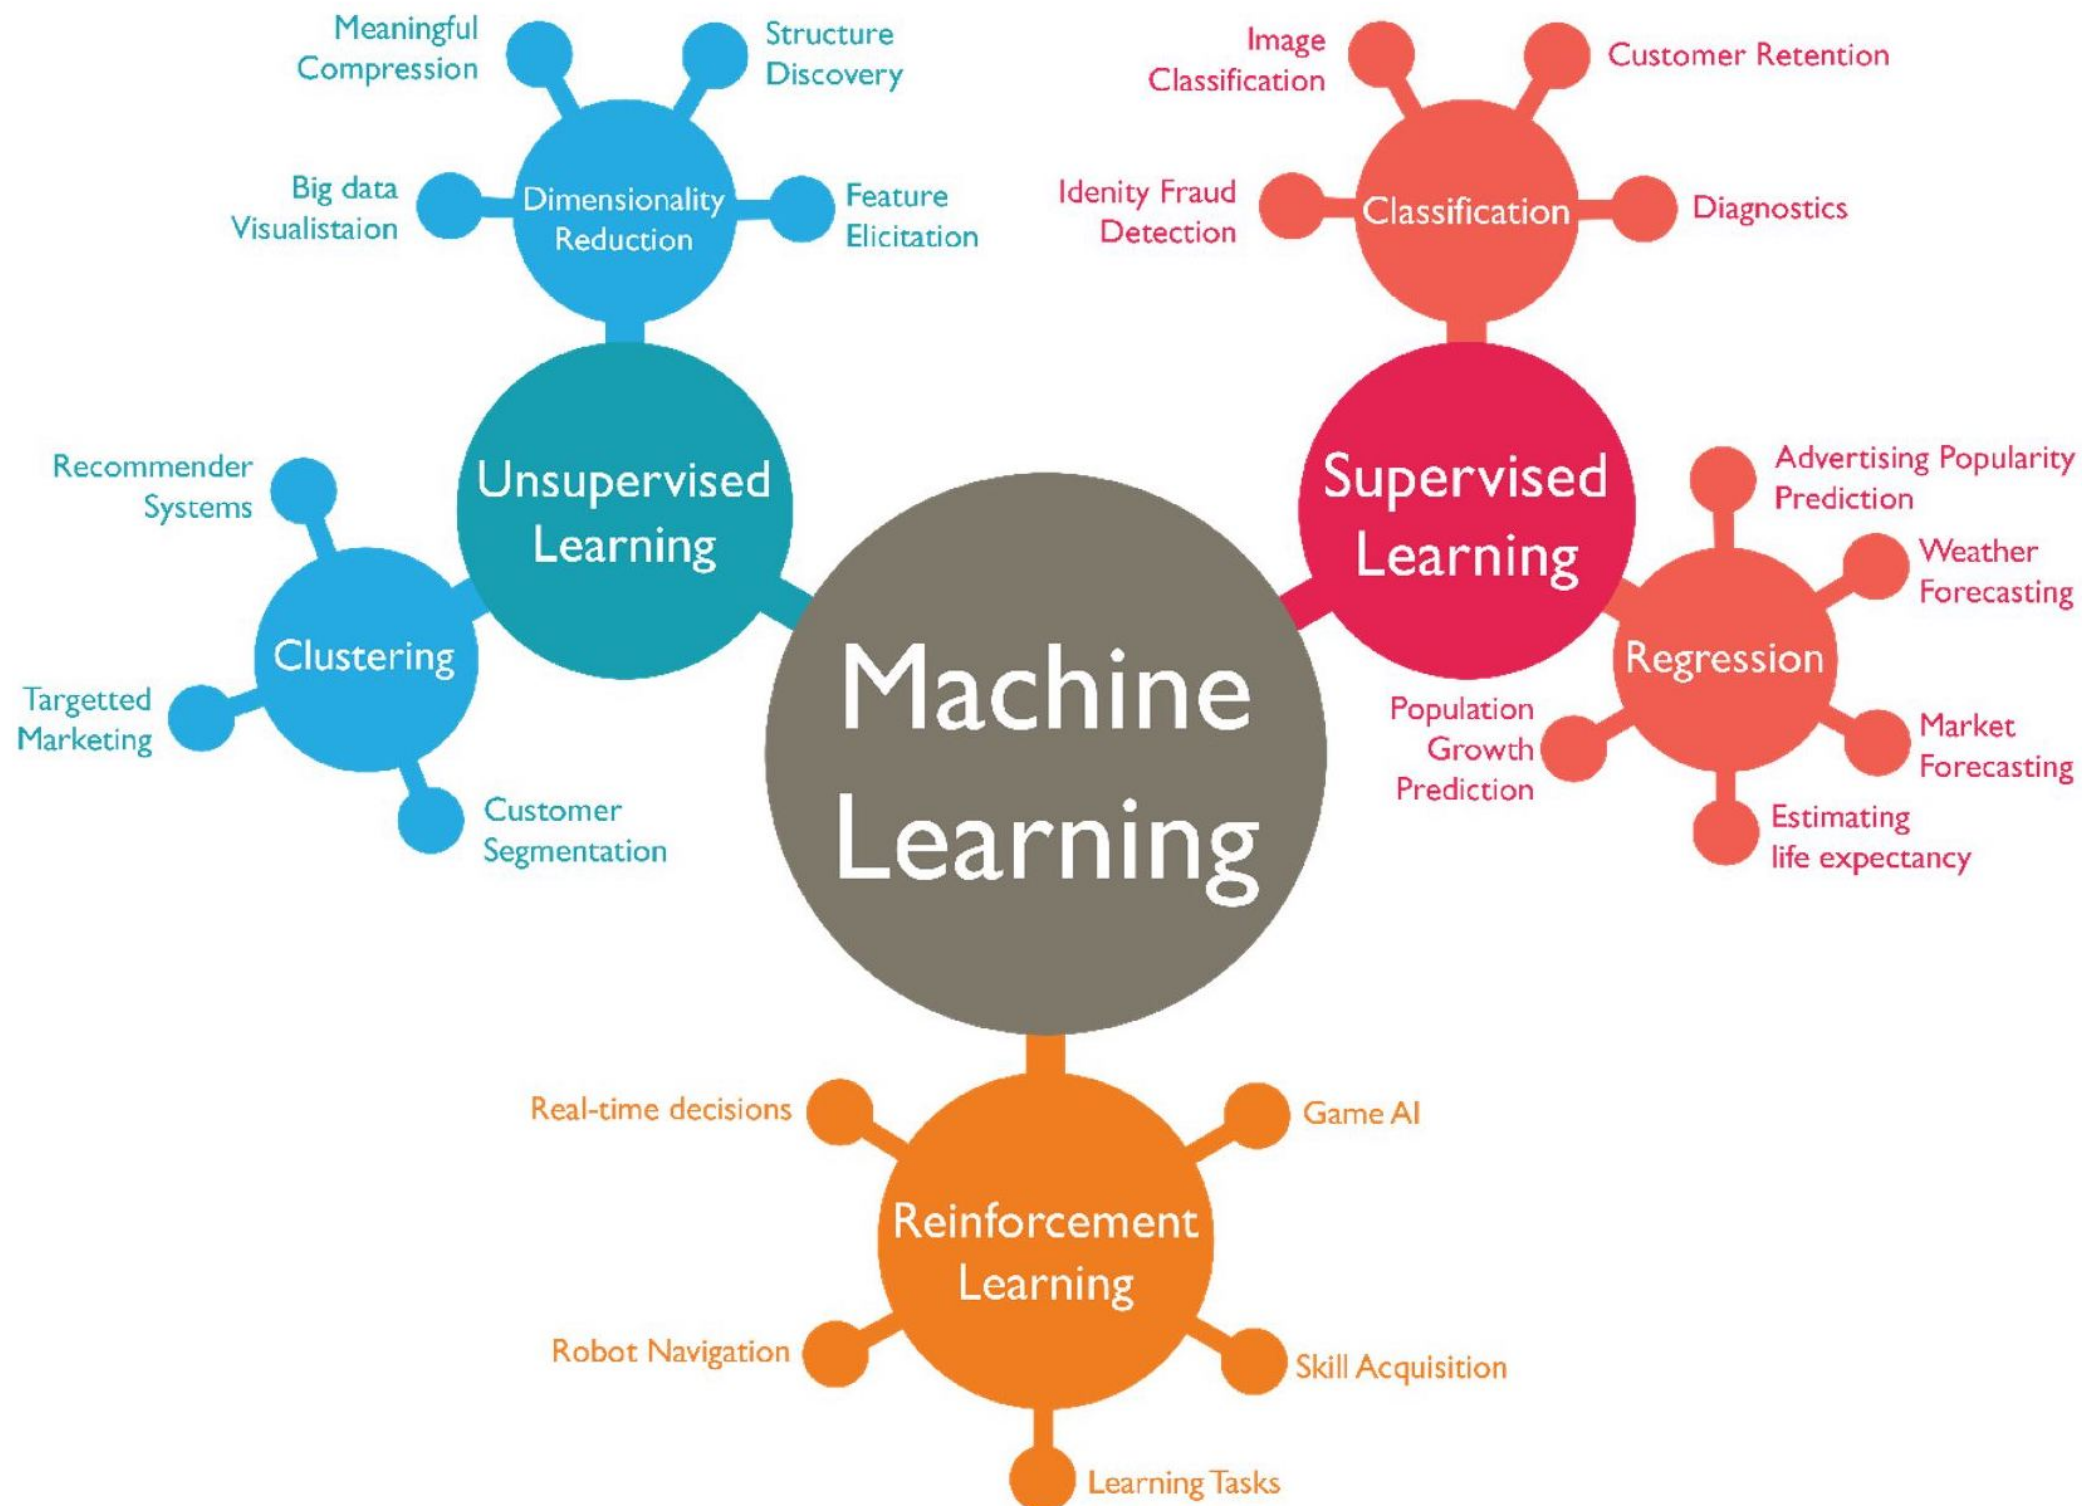 Meaningful
Compression
Structure
Discovery
Big data
Visualistaion
Dimensionality
Reduction
Feature
Elicitation
Image
Classification
Customer Retention
Idenity Fraud
Detection
Classification
Diagnostics
Unsupervised
Learning
Recommender
Systems
Clustering
Targetted
Marketing
Customer
Segmentation
Supervised
Learning
Advertising Popularity
Prediction
Weather
Forecasting
Regression
Population
Growth
Prediction
Market
Forecasting
Estimating
life expectancy
Machine
Learning
Real-time decisions
Game AI
Reinforcement
Learning
Robot Navigation
Skill Acquisition
Learning Tasks